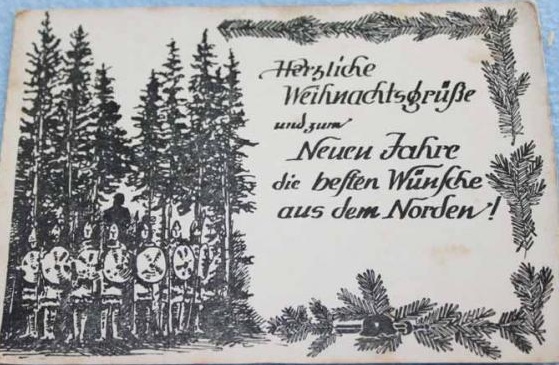 Herzliche
Weihnachtsgrüße
und zum
Neuen Jahre
die besten Wünsche
aus dem Norden!